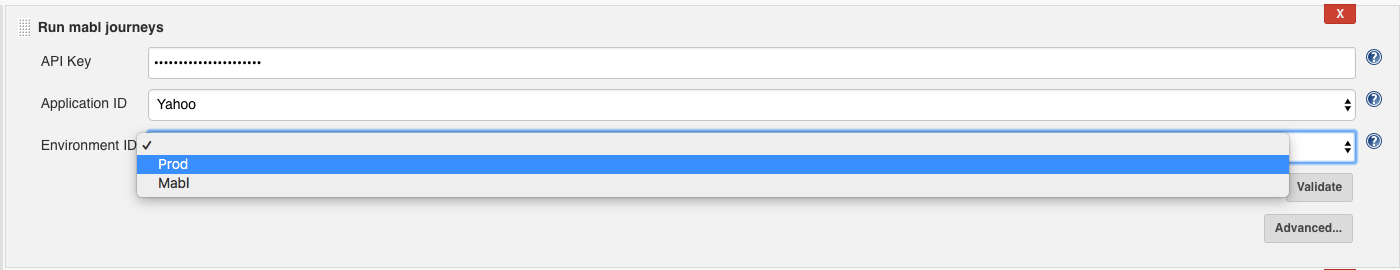 X
Run mabl journeys
API Key
••••••••••••••••••••••
Application ID
Yahoo
Environment ID
✓
Prod
Mabl
Validate
Advanced...